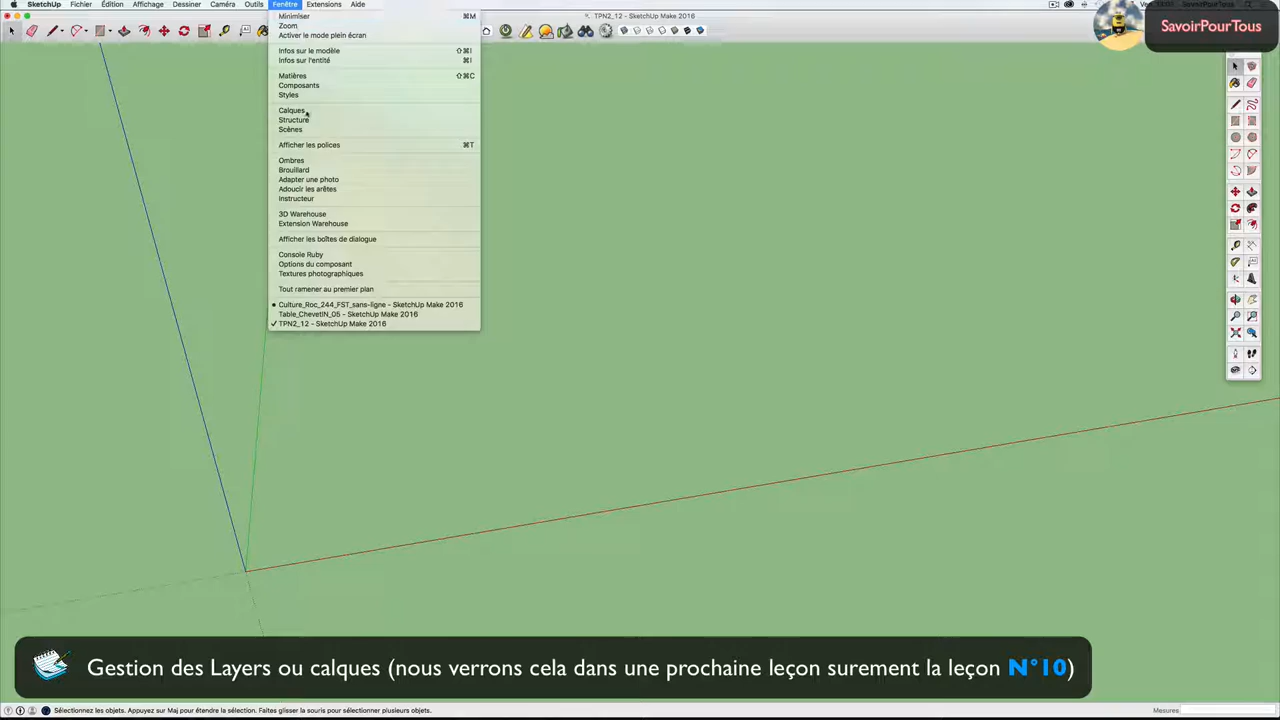 SketchUp Fichier Édition Affichage Dessiner Caméra Outils Fenêtre Extensions Aide
TPN2_12 - SketchUp Make 2016
SavoirPourTous
Minimiser ⌘M
Zoom
Activer le mode plein écran
Infos sur le modèle ⇧⌘I
Infos sur l'entité ⌘I
Matières ⇧⌘C
Composants
Styles
Calques
Structure
Scènes
Afficher les polices ⌘T
Ombres
Brouillard
Adapter une photo
Adoucir les arêtes
Instructeur
3D Warehouse
Extension Warehouse
Afficher les boîtes de dialogue
Console Ruby
Options du composant
Textures photographiques
Tout ramener au premier plan
Culture_Roc_244_FST_sans-ligne - SketchUp Make 2016
Table_ChevetIN_05 - SketchUp Make 2016
✓ TPN2_12 - SketchUp Make 2016
Gestion des Layers ou calques (nous verrons cela dans une prochaine leçon surement la leçon N°10)
Sélectionnez les objets. Appuyez sur Maj pour étendre la sélection. Faites glisser la souris pour sélectionner plusieurs objets.
Mesures